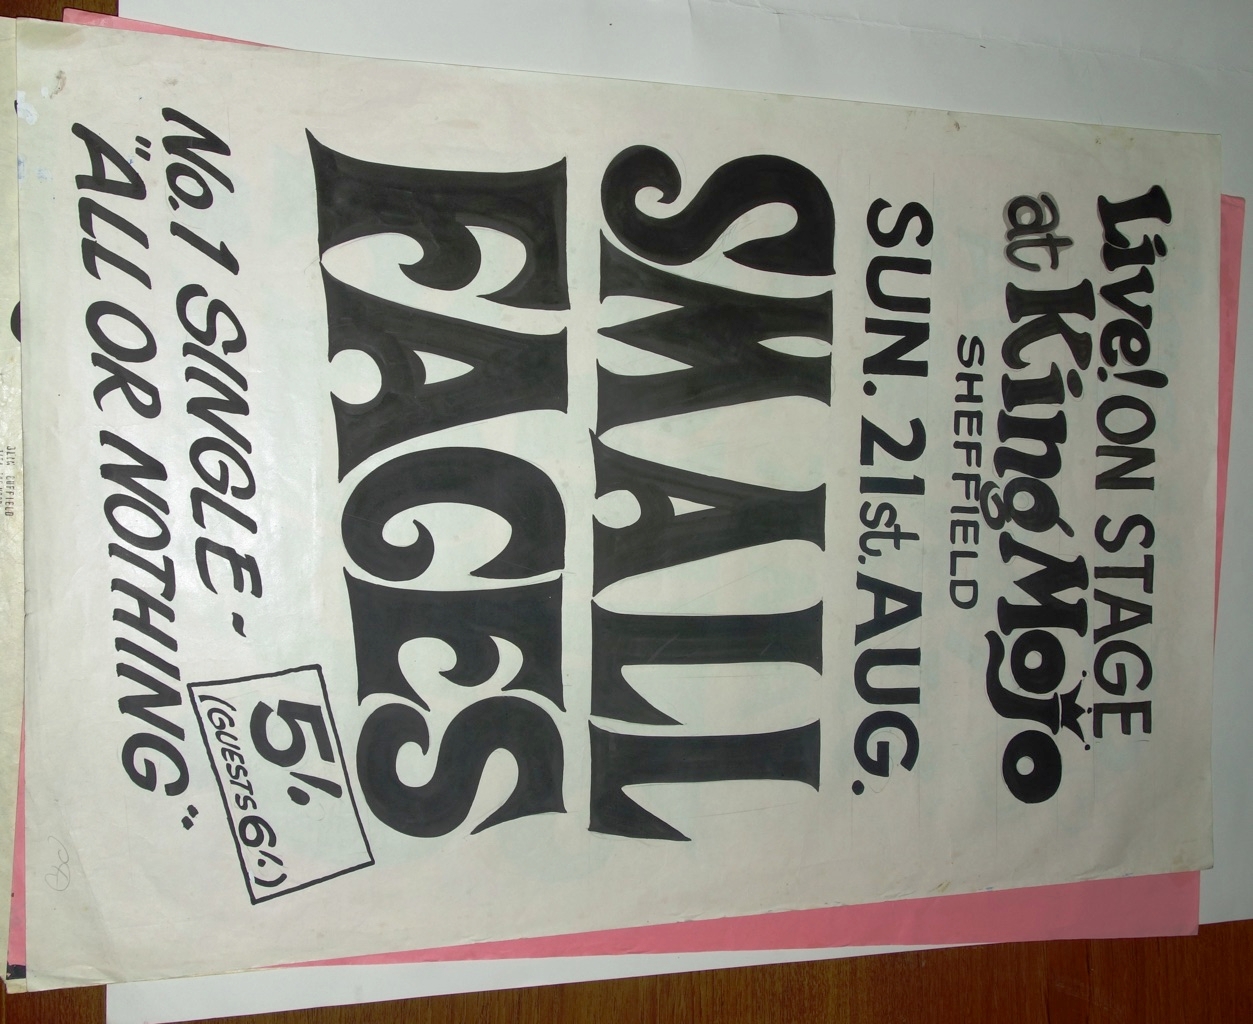 Live! ON STAGE
at King Mojo
SHEFFIELD
SUN. 21st. AUG.
SMALL
FACES
No. 1 SINGLE -
"ALL OR NOTHING"
5/.
(GUESTS 6/.)